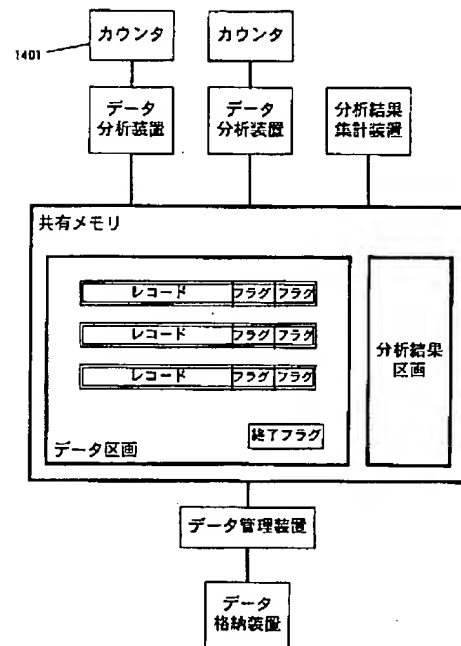 カウンタ カウンタ
1401
データ
分析装置
データ
分析装置
分析結果
集計装置
共有メモリ
レコード フラグ フラグ
レコード フラグ フラグ
レコード フラグ フラグ
終了フラグ
データ区画
分析結果
区画
データ管理装置
データ
格納装置